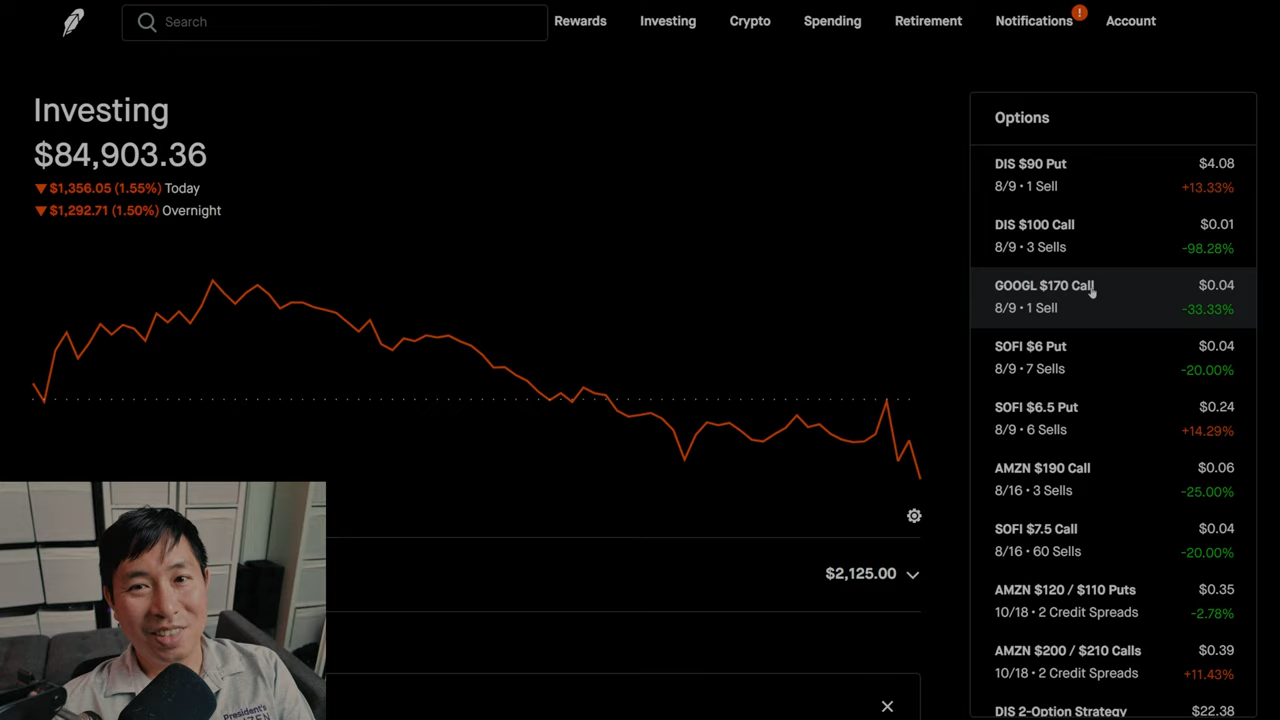 Search
Rewards
Investing
Crypto
Spending
Retirement
Notifications
!
Account
Investing
$84,903.36
▼ $1,356.05 (1.55%) Today
▼ $1,292.71 (1.50%) Overnight
$2,125.00
Options
DIS $90 Put $4.08
8/9 • 1 Sell +13.33%
DIS $100 Call $0.01
8/9 • 3 Sells -98.28%
GOOGL $170 Call $0.04
8/9 • 1 Sell -33.33%
SOFI $6 Put $0.04
8/9 • 7 Sells -20.00%
SOFI $6.5 Put $0.24
8/9 • 6 Sells +14.29%
AMZN $190 Call $0.06
8/16 • 3 Sells -25.00%
SOFI $7.5 Call $0.04
8/16 • 60 Sells -20.00%
AMZN $120 / $110 Puts $0.35
10/18 • 2 Credit Spreads -2.78%
AMZN $200 / $210 Calls $0.39
10/18 • 2 Credit Spreads +11.43%
DIS 2-Option Strategy $22.38
President's